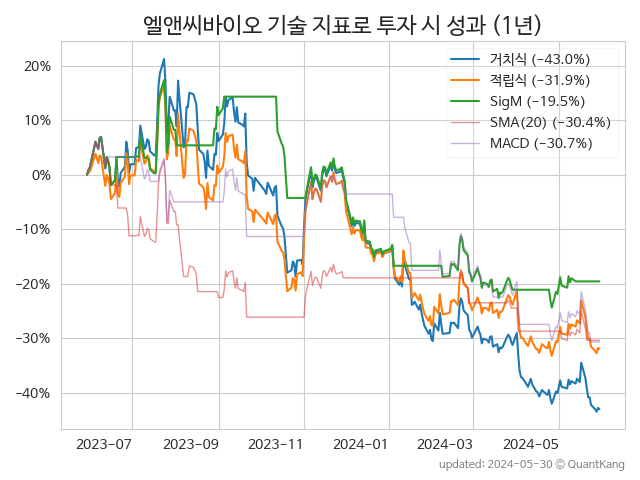 엘앤씨바이오 기술 지표로 투자 시 성과 (1년)
거치식 (−43.0%)
적립식 (−31.9%)
SigM (−19.5%)
SMA(20) (−30.4%)
MACD (−30.7%)
20%
10%
0%
−10%
−20%
−30%
−40%
2023−07 2023−09 2023−11 2024−01 2024−03 2024−05
updated: 2024−05−30 © QuantKang